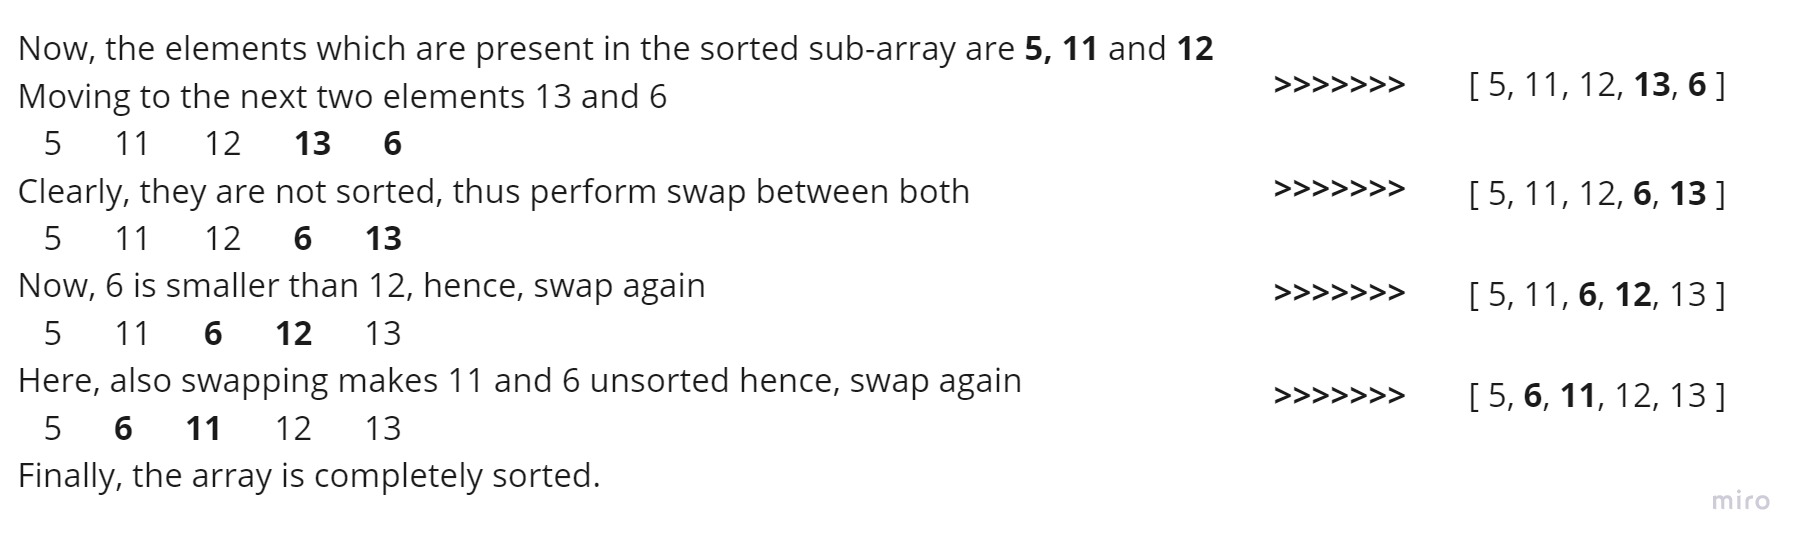 Now, the elements which are present in the sorted sub-array are 5, 11 and 12
Moving to the next two elements 13 and 6
5 11 12 13 6
>>>>>>> [ 5, 11, 12, 13, 6 ]
Clearly, they are not sorted, thus perform swap between both
5 11 12 6 13
>>>>>>> [ 5, 11, 12, 6, 13 ]
Now, 6 is smaller than 12, hence, swap again
5 11 6 12 13
>>>>>>> [ 5, 11, 6, 12, 13 ]
Here, also swapping makes 11 and 6 unsorted hence, swap again
5 6 11 12 13
>>>>>>> [ 5, 6, 11, 12, 13 ]
Finally, the array is completely sorted.
miro